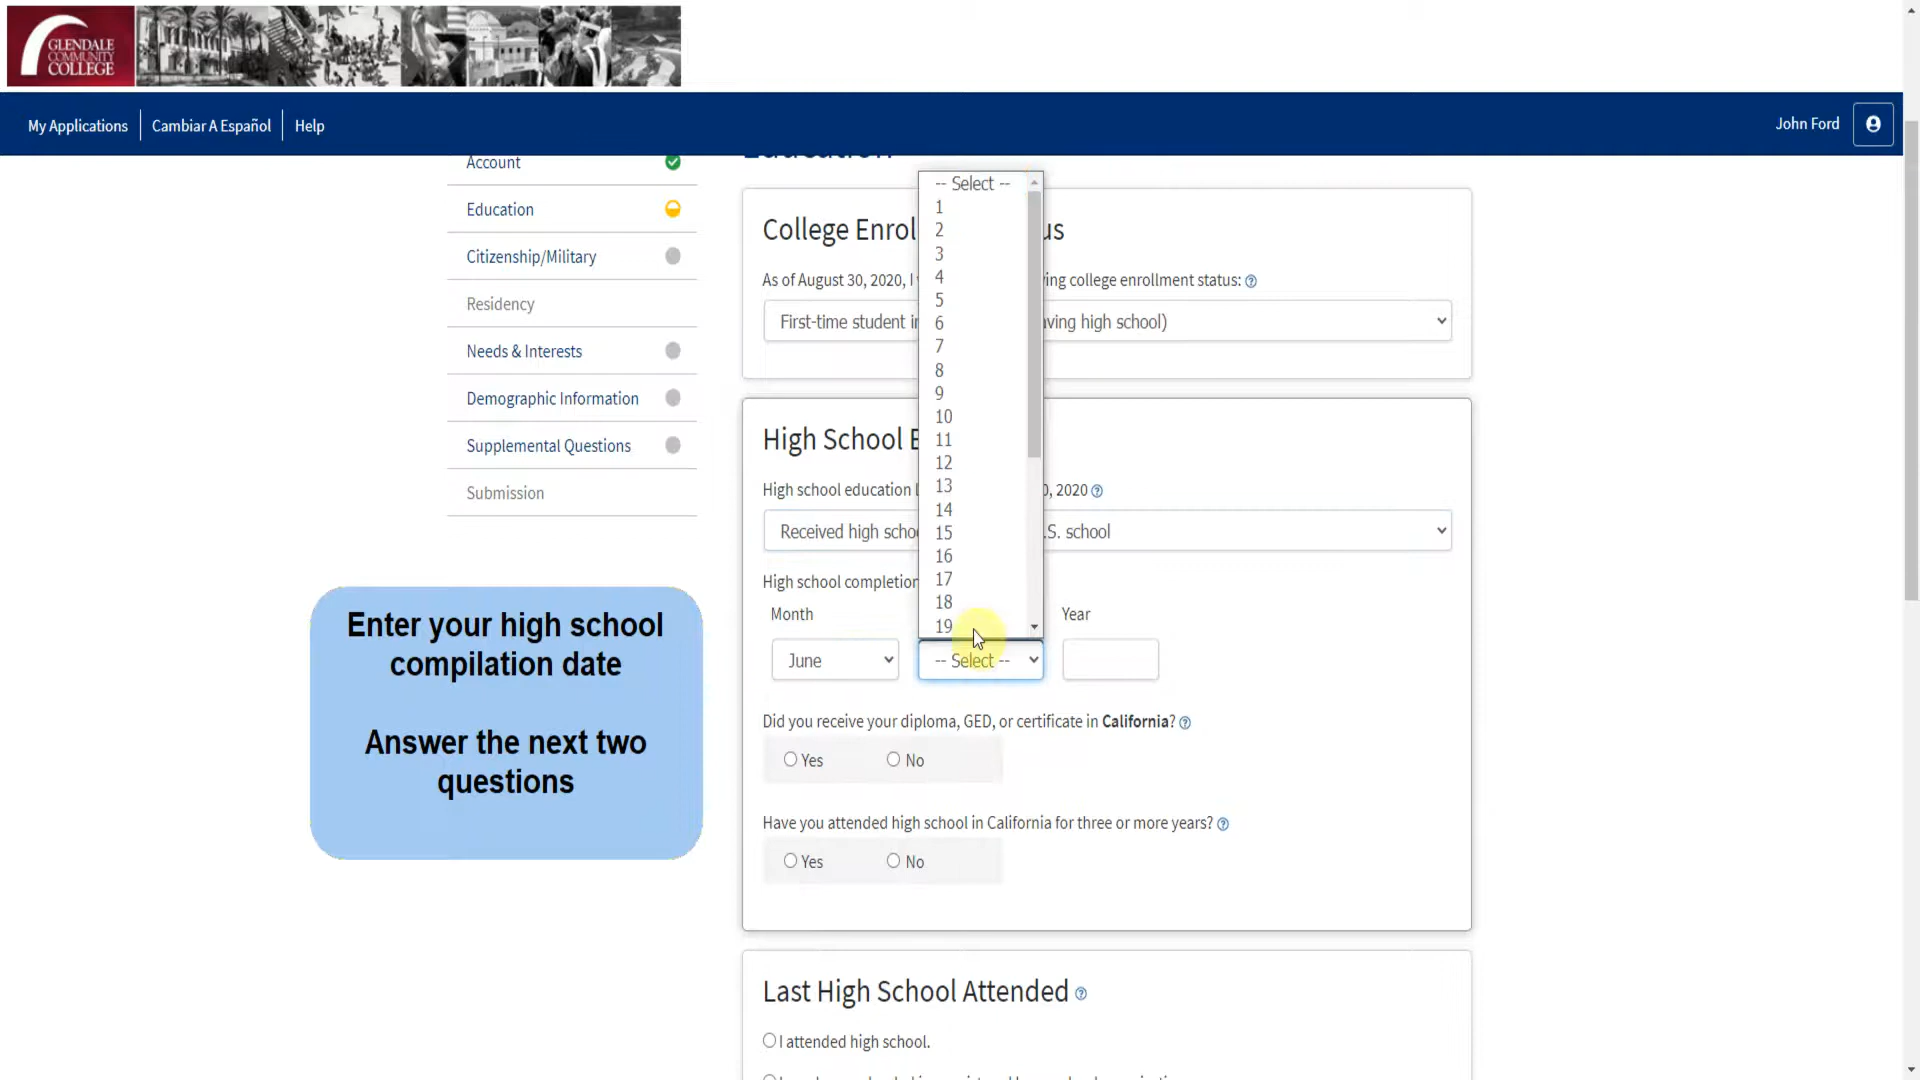 GLENDALE
COMMUNITY
COLLEGE
My Applications
Cambiar A Español
Help
John Ford
Account
Education
Citizenship/Military
Residency
Needs & Interests
Demographic Information
Supplemental Questions
Submission
Enter your high school
compilation date
Answer the next two
questions
Education
College Enrol us
As of August 30, 2020, I ing college enrollment status:
First-time student in aving high school)
High School E
High school education l 0, 2020
Received high scho .S. school
High school completion
Month
Year
June
-- Select --
-- Select --
1
2
3
4
5
6
7
8
9
10
11
12
13
14
15
16
17
18
19
Did you receive your diploma, GED, or certificate in California?
Yes No
Have you attended high school in California for three or more years?
Yes No
Last High School Attended
I attended high school.